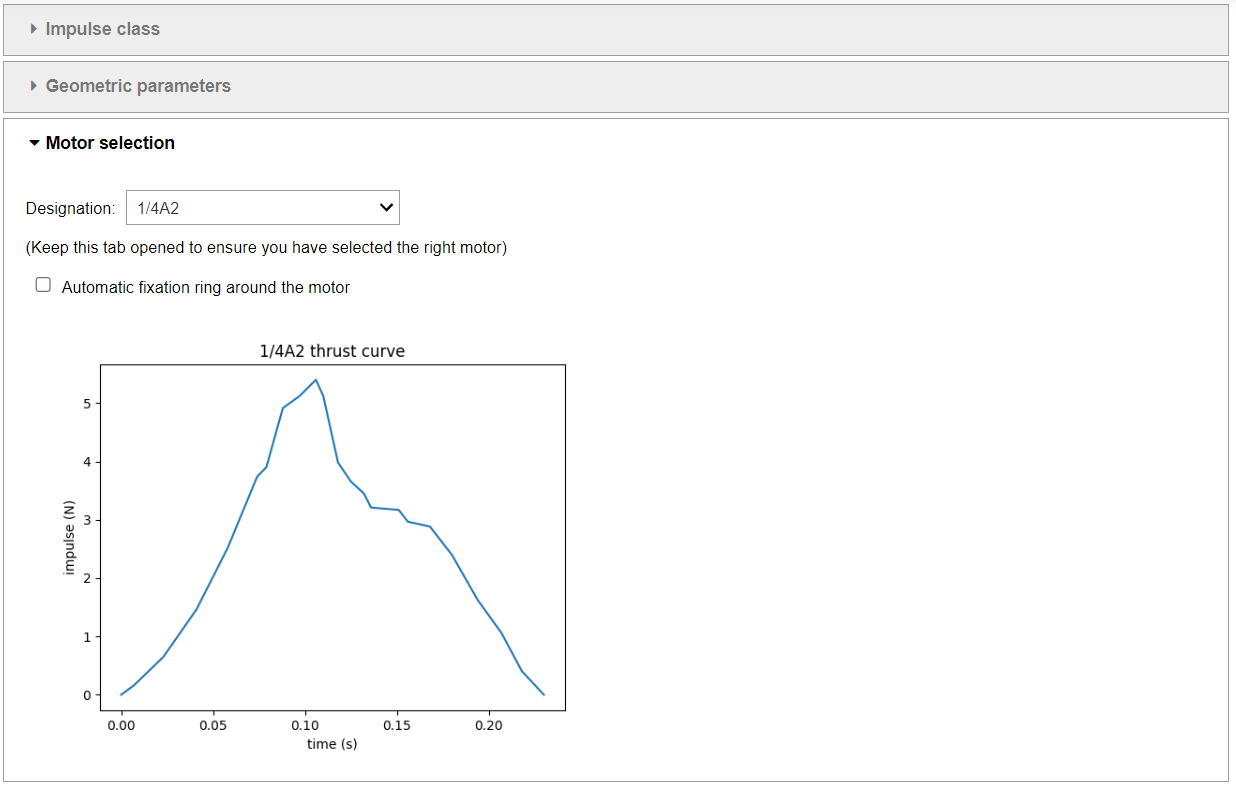 Impulse class
Geometric parameters
Motor selection
Designation: 1/4A2
(Keep this tab opened to ensure you have selected the right motor)
Automatic fixation ring around the motor
1/4A2 thrust curve
5
4
3
2
1
0
impulse (N)
0.00 0.05 0.10 0.15 0.20
time (s)